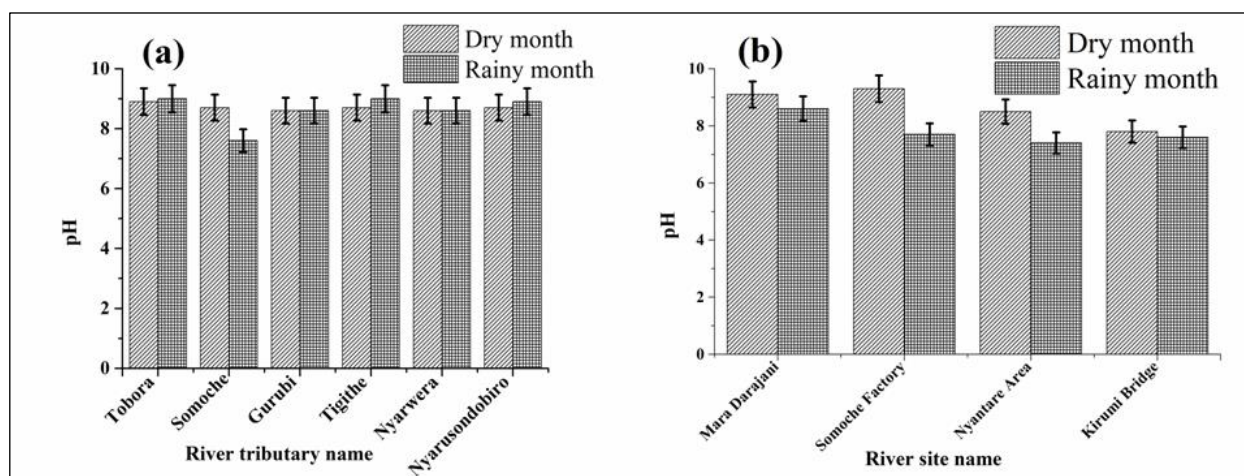 (a)
Dry month
Rainy month
10
8
6
4
2
0
pH
Tobora
Somoche
Gurubi
Tigithe
Nyarwera
Nyarusondobiro
River tributary name
(b)
Dry month
Rainy month
10
8
6
4
2
0
pH
Mara Darajani
Somoche Factory
Nyantare Area
Kirumi Bridge
River site name